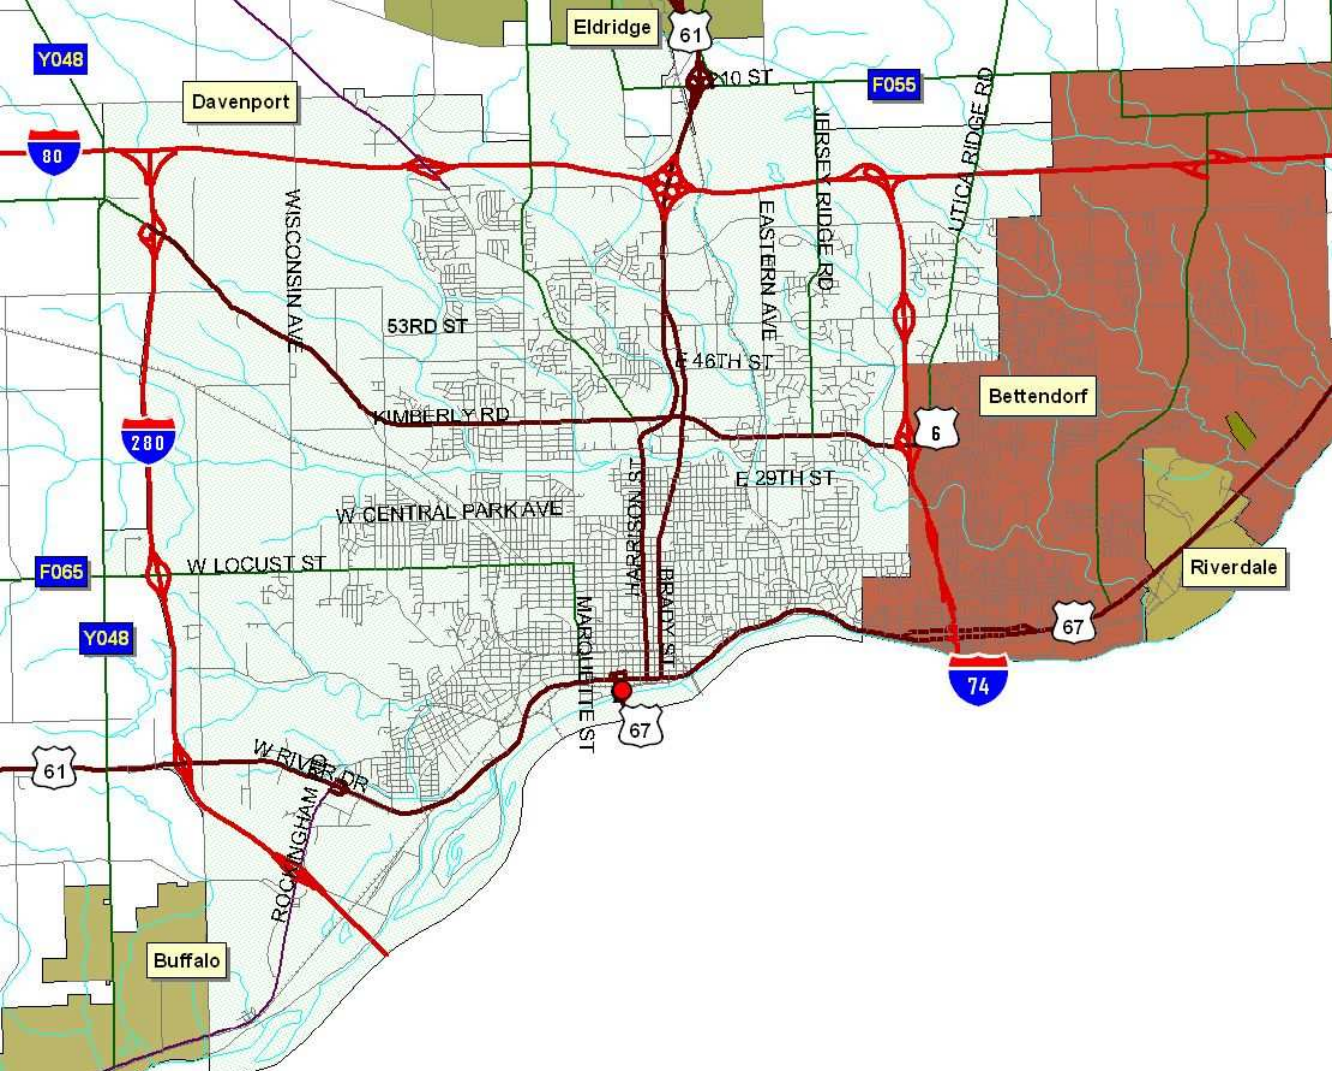 Eldridge
61
Y048
210 ST
F055
Davenport
80
JERSEY RIDGE RD
UTICA RIDGE RD
WISCONSIN AVE
EASTERN AVE
53RD ST
E 46TH ST
Bettendorf
KIMBERLY RD
6
280
HARRISON ST
E 29TH ST
W CENTRAL PARK AVE
F065
W LOCUST ST
Riverdale
BRADY ST
MARQUETTE ST
Y048
67
74
67
W RIVER DR
61
ROCKINGHAM
Buffalo